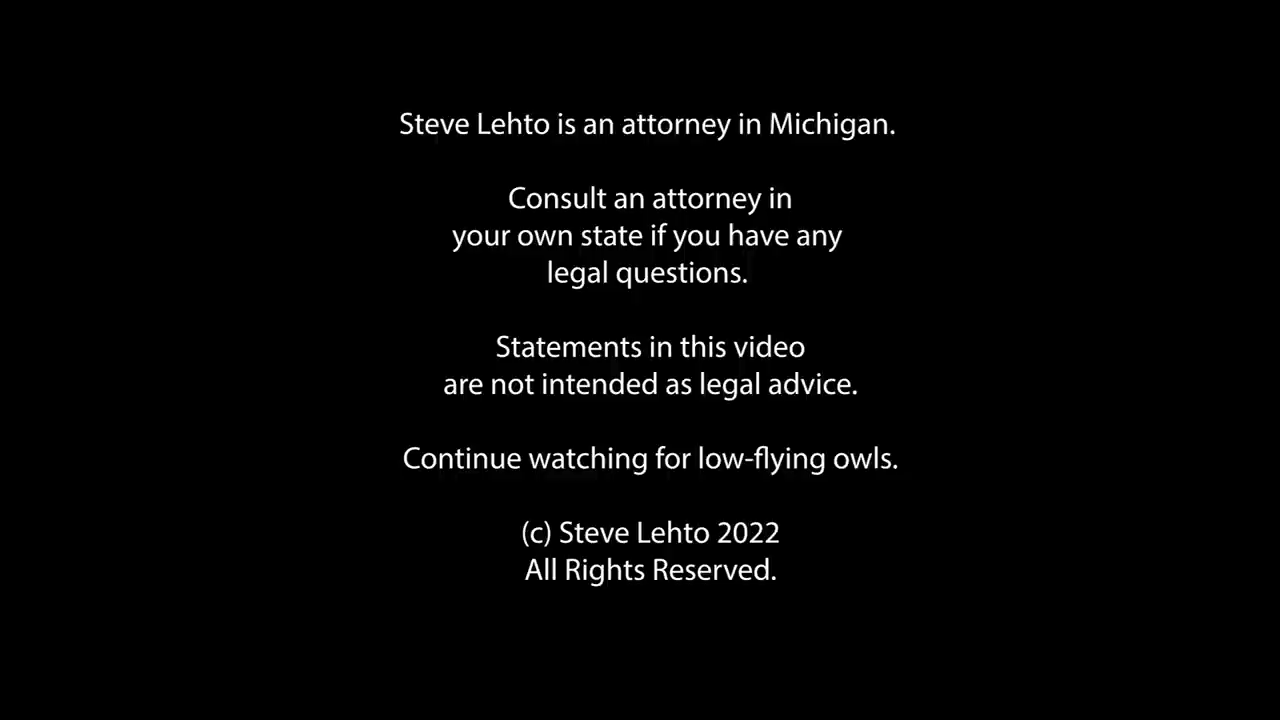 Steve Lehto is an attorney in Michigan.
Consult an attorney in
your own state if you have any
legal questions.
Statements in this video
are not intended as legal advice.
Continue watching for low-flying owls.
(c) Steve Lehto 2022
All Rights Reserved.